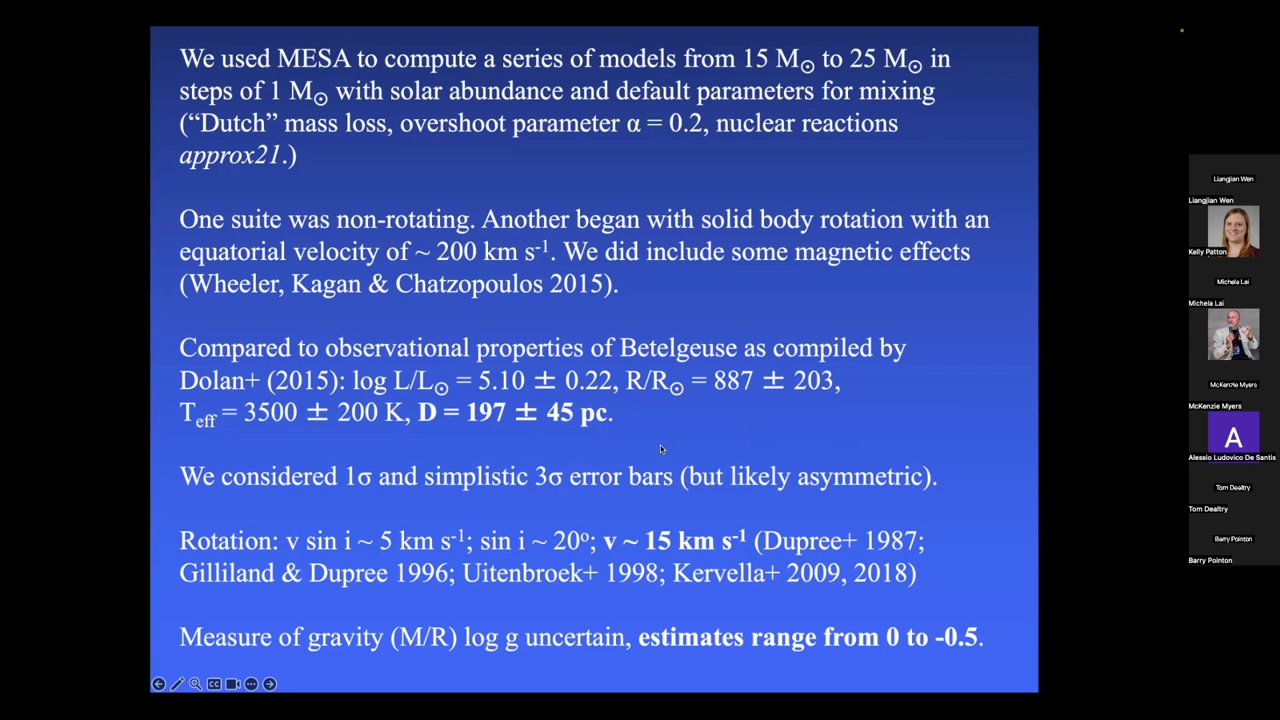 We used MESA to compute a series of models from 15 M☉ to 25 M☉ in
steps of 1 M☉ with solar abundance and default parameters for mixing
(“Dutch” mass loss, overshoot parameter α = 0.2, nuclear reactions
approx21.)
One suite was non-rotating. Another began with solid body rotation with an
equatorial velocity of ~ 200 km s⁻¹. We did include some magnetic effects
(Wheeler, Kagan & Chatzopoulos 2015).
Compared to observational properties of Betelgeuse as compiled by
Dolan+ (2015): log L/L☉ = 5.10 ± 0.22, R/R☉ = 887 ± 203,
Teff = 3500 ± 200 K, D = 197 ± 45 pc.
We considered 1σ and simplistic 3σ error bars (but likely asymmetric).
Rotation: v sin i ~ 5 km s⁻¹; sin i ~ 20º; v ~ 15 km s⁻¹ (Dupree+ 1987;
Gilliland & Dupree 1996; Uitenbroek+ 1998; Kervella+ 2009, 2018)
Measure of gravity (M/R) log g uncertain, estimates range from 0 to -0.5.
CC
Liangjian Wen
Liangjian Wen
Kelly Patton
Michela Lai
Michela Lai
McKenzie Myers
McKenzie Myers
A
Alessio Ludovico De Santis
Tom Dealtry
Tom Dealtry
Barry Pointon
Barry Pointon